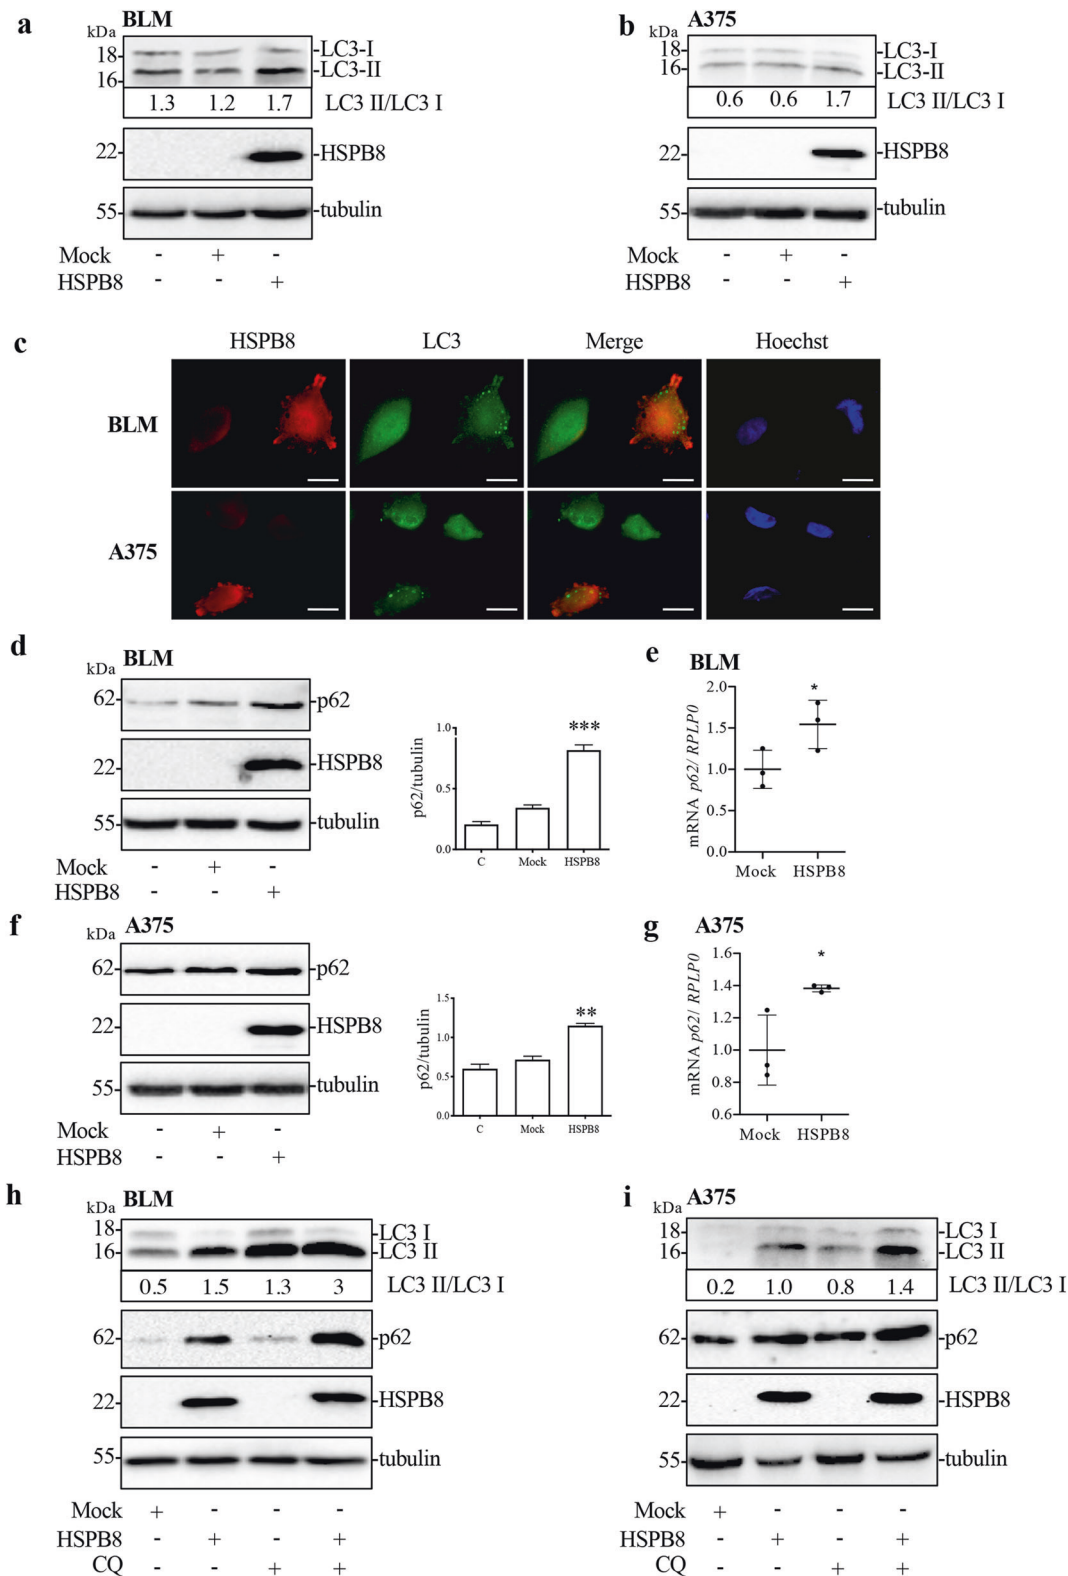 a BLM
kDa
18 -LC3-I
16 -LC3-II
1.3 1.2 1.7 LC3 II/LC3 I
22 -HSPB8
55 -tubulin
Mock - + -
HSPB8 - - +
b A375
kDa
18 -LC3-I
16 -LC3-II
0.6 0.6 1.7 LC3 II/LC3 I
22 -HSPB8
55 -tubulin
Mock - + -
HSPB8 - - +
c HSPB8 LC3 Merge Hoechst
BLM
A375
d BLM
kDa
62 -p62
22 -HSPB8
55 -tubulin
Mock - + -
HSPB8 - - +
p62/tubulin
1.0
0.5
0.0
***
C Mock HSPB8
e BLM
mRNA p62/ RPLP0
2.0
1.5
1.0
0.5
0.0
*
Mock HSPB8
f A375
kDa
62 -p62
22 -HSPB8
55 -tubulin
Mock - + -
HSPB8 - - +
p62/tubulin
1.5
1.0
0.5
0.0
**
C Mock HSPB8
g A375
mRNA p62/ RPLP0
1.6
1.4
1.2
1.0
0.8
0.6
*
Mock HSPB8
h BLM
kDa
18 -LC3 I
16 -LC3 II
0.5 1.5 1.3 3 LC3 II/LC3 I
62 -p62
22 -HSPB8
55 -tubulin
Mock + - - -
HSPB8 - + - +
CQ - - + +
i A375
kDa
18 -LC3 I
16 -LC3 II
0.2 1.0 0.8 1.4 LC3 II/LC3 I
62 -p62
22 -HSPB8
55 -tubulin
Mock + - - -
HSPB8 - + - +
CQ - - + +